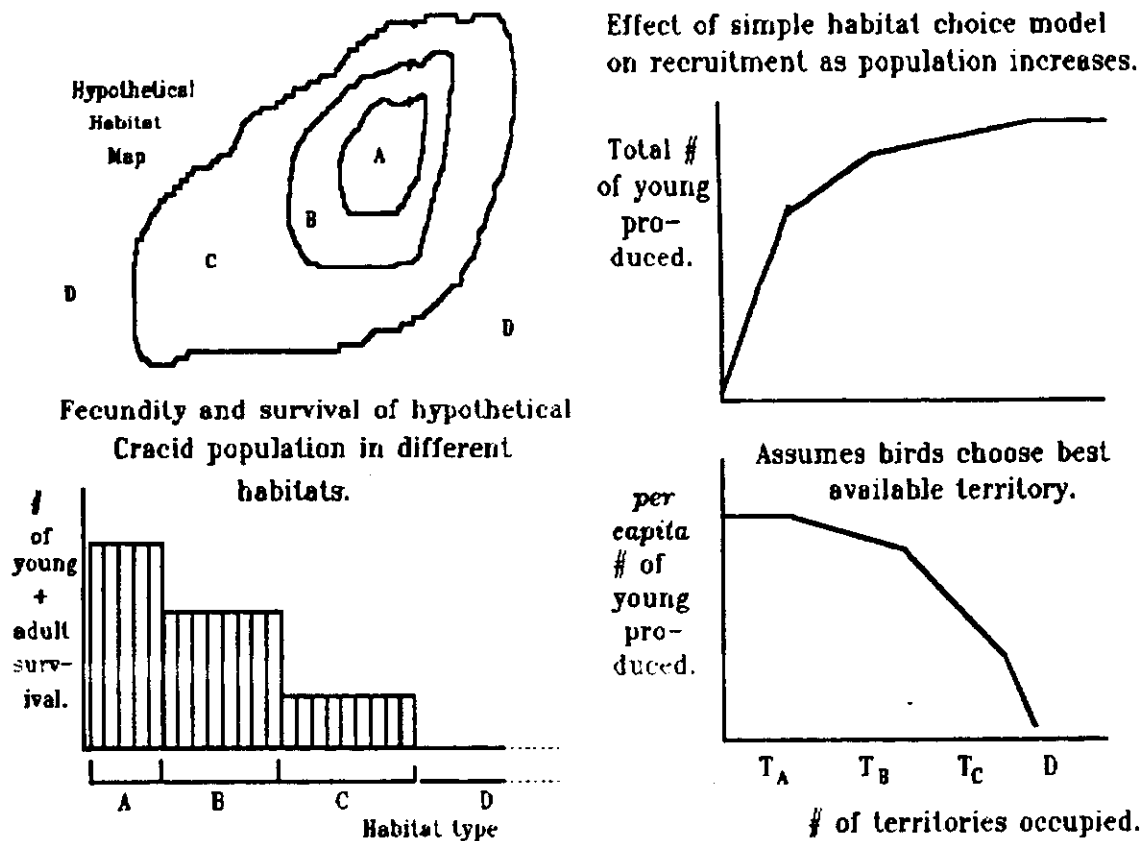 Hypothetical
Habitat
Map
A
B
C
D
D
Effect of simple habitat choice model
on recruitment as population increases.
Total #
of young
pro-
duced.
Fecundity and survival of hypothetical
Cracid population in different
habitats.
#
of
young
+
adult
surv-
ival.
A
B
C
D
Habitat type
Assumes birds choose best
available territory.
per
capita
# of
young
pro-
duced.
TA
TB
TC
D
# of territories occupied.